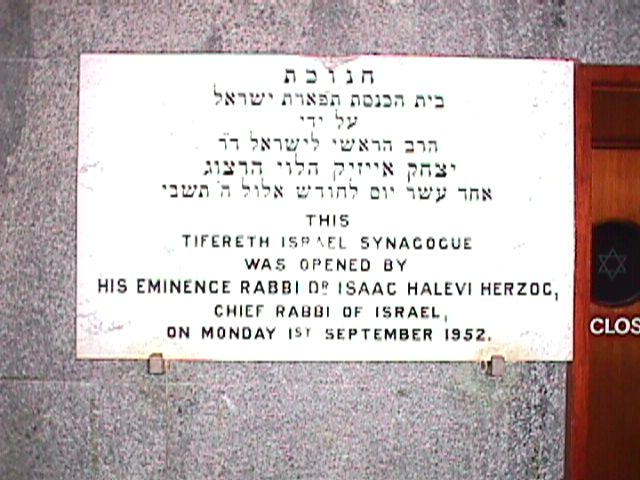 חנוכת
בית הכנסת תפארת ישראל
על ידי
הרב הראשי לישראל דר
יצחק אייזיק הלוי הרצוג
אחד עשר יום לחודש אלול ה' תשבי
THIS
TIFERETH ISRAEL SYNAGOGUE
WAS OPENED BY
HIS EMINENCE RABBI DR ISAAC HALEVI HERZOG,
CHIEF RABBI OF ISRAEL,
ON MONDAY 1ST SEPTEMBER 1952.
CLOS